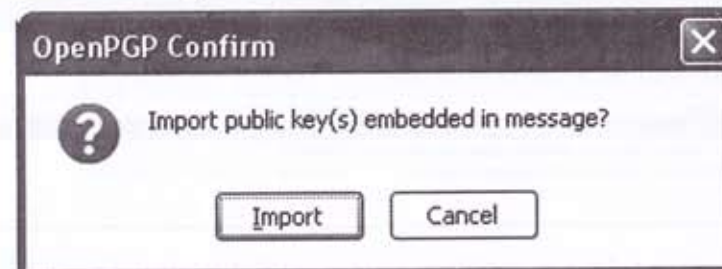 OpenPGP Confirm
Import public key(s) embedded in message?
Import
Cancel